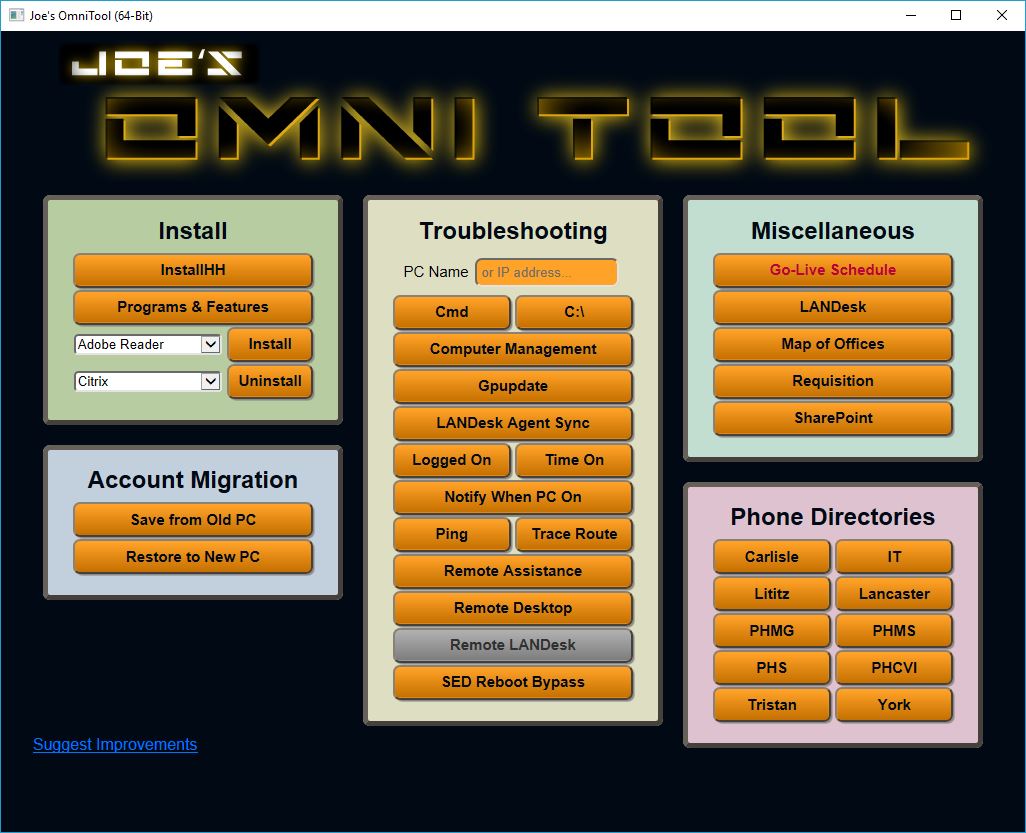 Joe's OmniTool (64-Bit)
JOE'S
OMNI TOOL
Install
InstallHH
Programs & Features
Adobe Reader Install
Citrix Uninstall
Account Migration
Save from Old PC
Restore to New PC
Troubleshooting
PC Name or IP address...
Cmd C:\
Computer Management
Gpupdate
LANDesk Agent Sync
Logged On Time On
Notify When PC On
Ping Trace Route
Remote Assistance
Remote Desktop
Remote LANDesk
SED Reboot Bypass
Miscellaneous
Go-Live Schedule
LANDesk
Map of Offices
Requisition
SharePoint
Phone Directories
Carlisle IT
Lititz Lancaster
PHMG PHMS
PHS PHCVI
Tristan York
Suggest Improvements